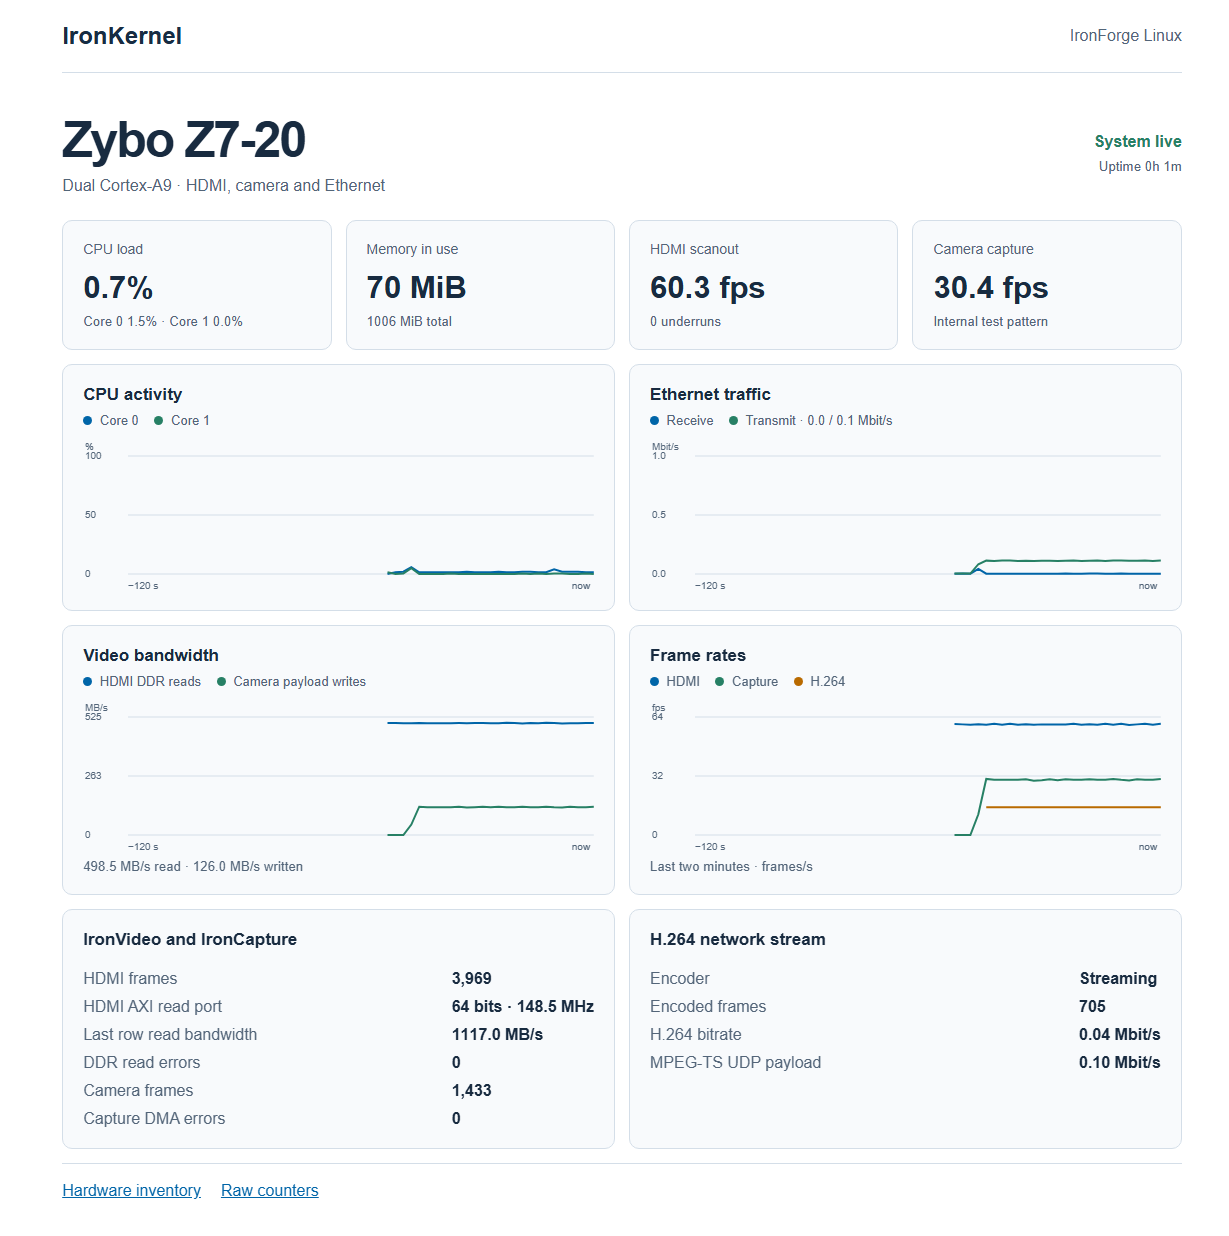 IronKernel
IronForge Linux
Zybo Z7-20
Dual Cortex-A9 · HDMI, camera and Ethernet
System live
Uptime 0h 1m
CPU load
0.7%
Core 0 1.5% · Core 1 0.0%
Memory in use
70 MiB
1006 MiB total
HDMI scanout
60.3 fps
0 underruns
Camera capture
30.4 fps
Internal test pattern
CPU activity
Core 0 Core 1
%
100
50
0
−120 s now
Ethernet traffic
Receive Transmit · 0.0 / 0.1 Mbit/s
Mbit/s
1.0
0.5
0.0
−120 s now
Video bandwidth
HDMI DDR reads Camera payload writes
MB/s
525
263
0
−120 s now
498.5 MB/s read · 126.0 MB/s written
Frame rates
HDMI Capture H.264
fps
64
32
0
−120 s now
Last two minutes · frames/s
IronVideo and IronCapture
HDMI frames 3,969
HDMI AXI read port 64 bits · 148.5 MHz
Last row read bandwidth 1117.0 MB/s
DDR read errors 0
Camera frames 1,433
Capture DMA errors 0
H.264 network stream
Encoder Streaming
Encoded frames 705
H.264 bitrate 0.04 Mbit/s
MPEG-TS UDP payload 0.10 Mbit/s
Hardware inventory Raw counters